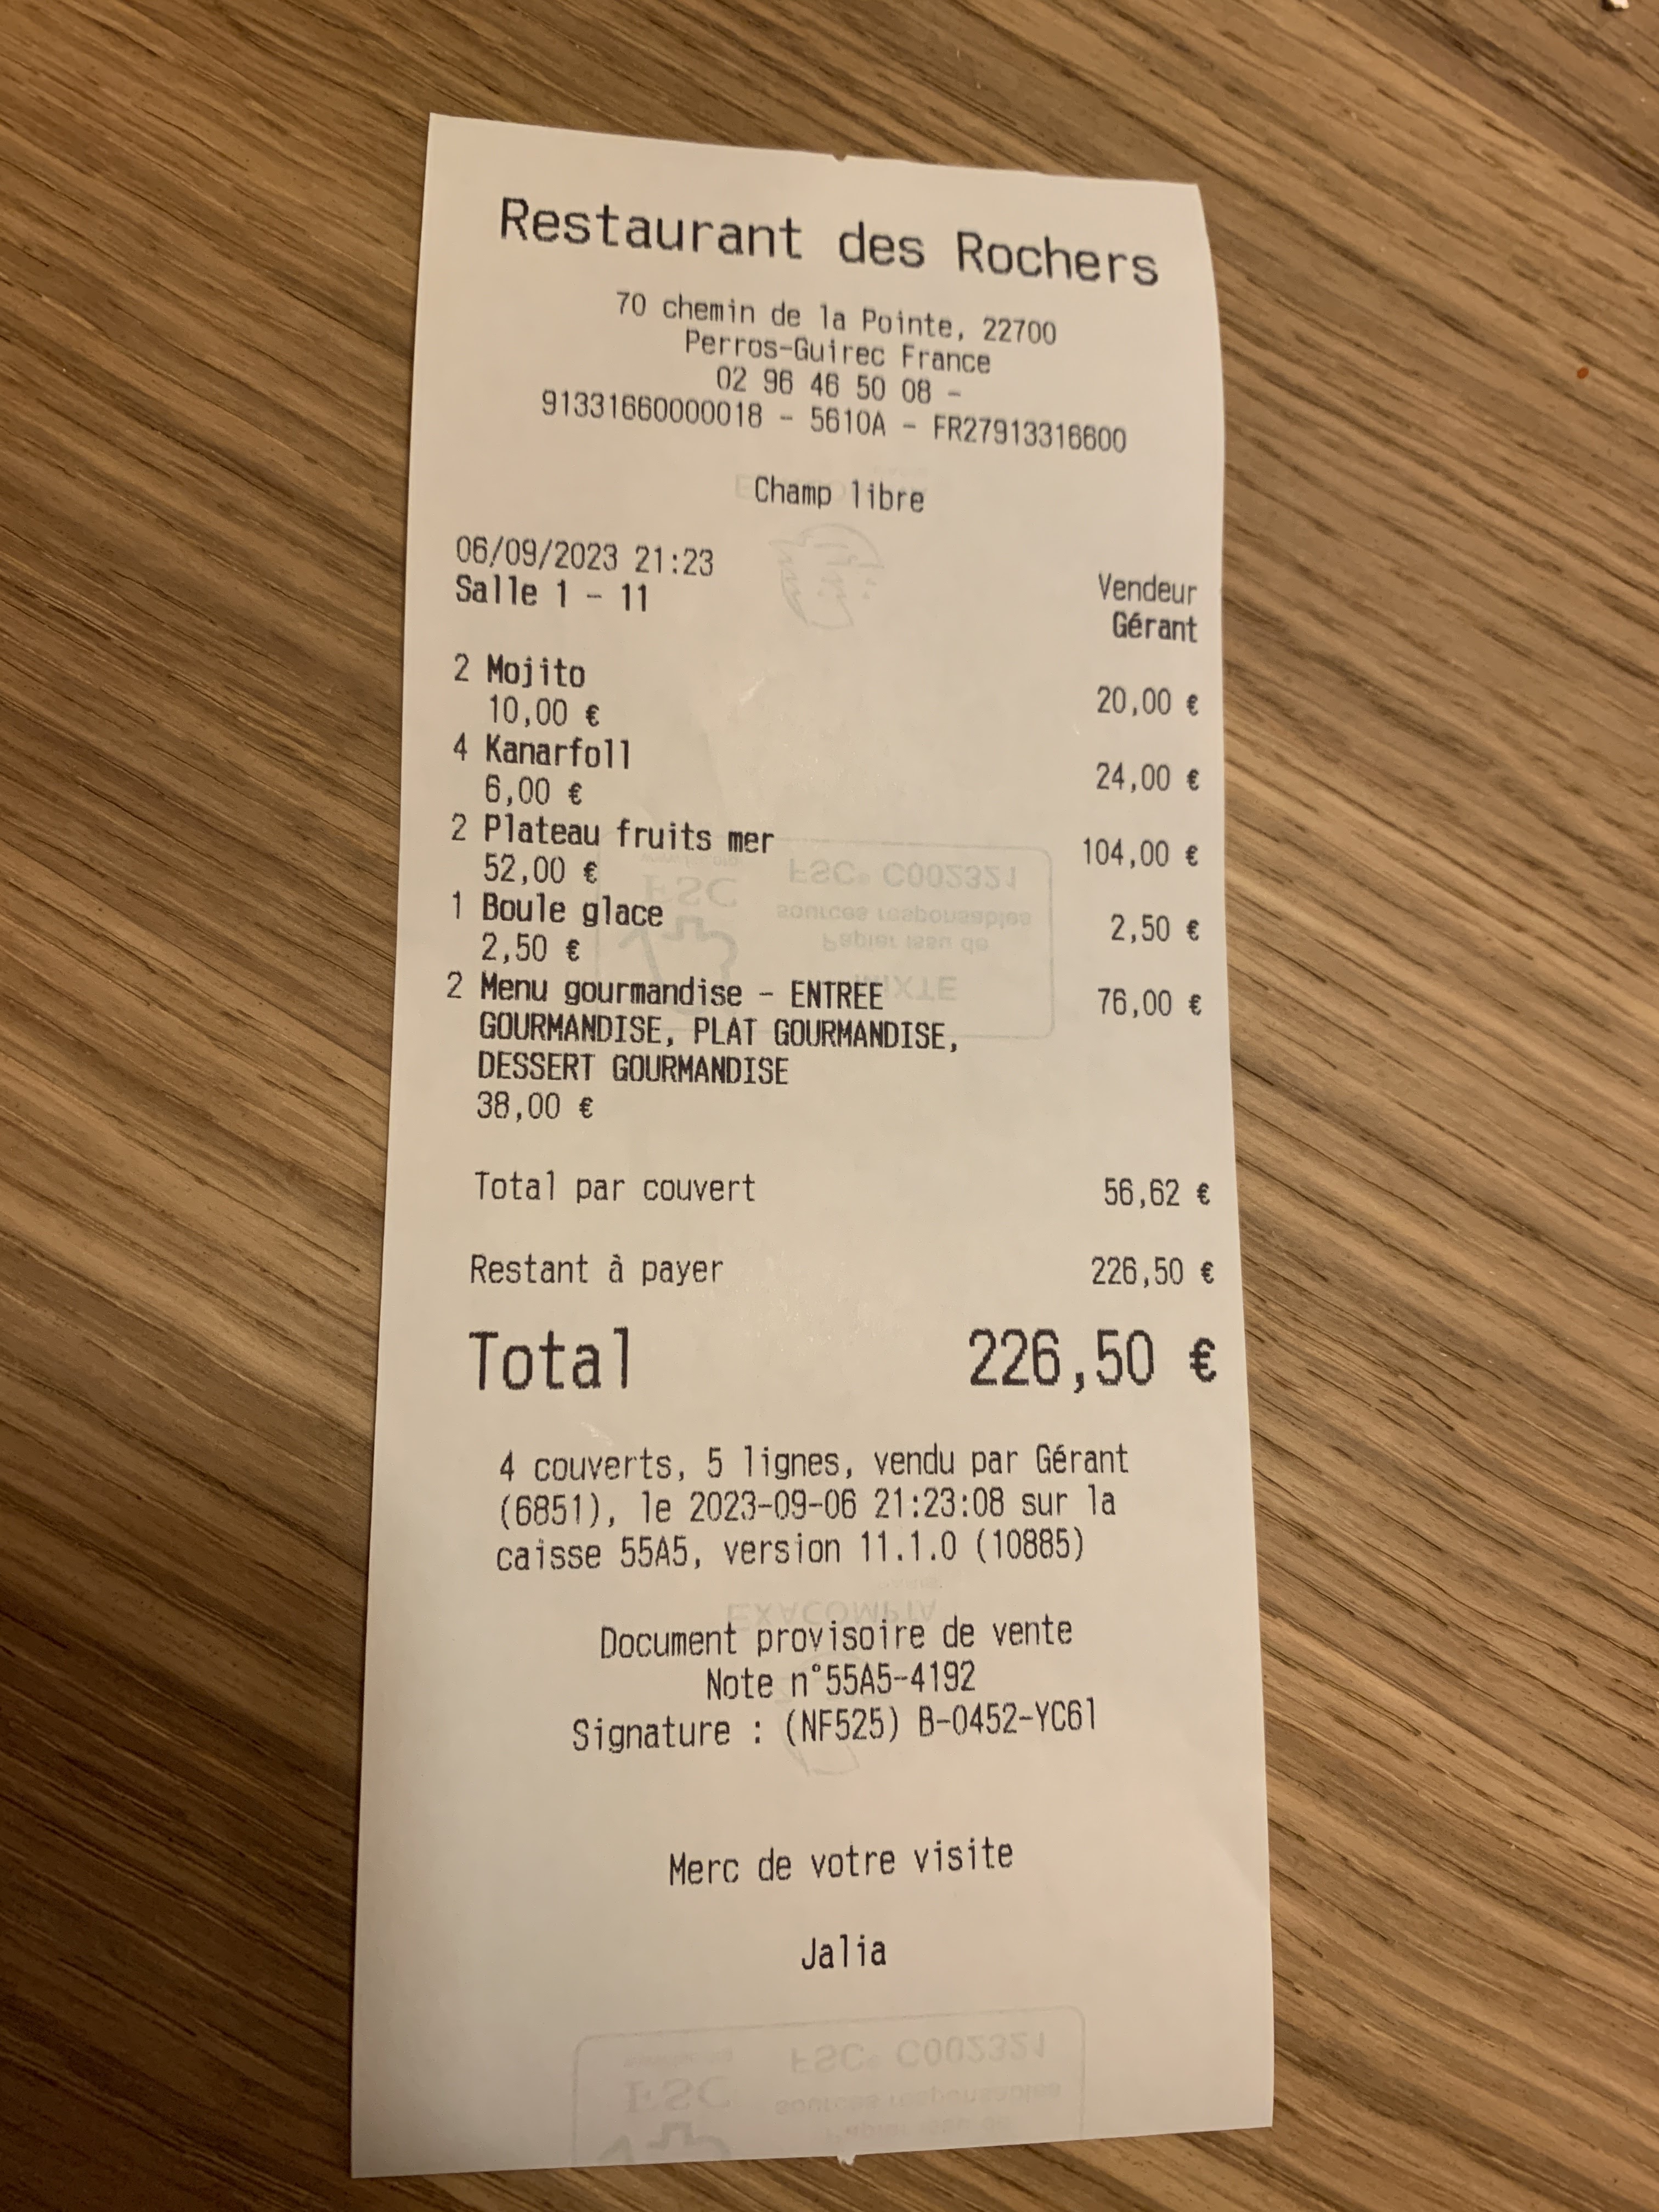 Restaurant des Rochers
70 chemin de la Pointe, 22700
Perros-Guirec France
02 96 46 50 08 -
91331660000018 - 5610A - FR27913316600
Champ libre
06/09/2023 21:23
Salle 1 - 11
Vendeur
Gérant
2 Mojito
10,00 € 20,00 €
4 Kanarfoll
6,00 € 24,00 €
2 Plateau fruits mer
52,00 € 104,00 €
1 Boule glace
2,50 € 2,50 €
2 Menu gourmandise - ENTREE 76,00 €
GOURMANDISE, PLAT GOURMANDISE,
DESSERT GOURMANDISE
38,00 €
Total par couvert 56,62 €
Restant à payer 226,50 €
Total 226,50 €
4 couverts, 5 lignes, vendu par Gérant
(6851), le 2023-09-06 21:23:08 sur la
caisse 55A5, version 11.1.0 (10885)
EXACOMPTA
Document provisoire de vente
Note n°55A5-4192
Signature : (NF525) B-0452-YC61
Merc de votre visite
Jalia
FSC® C002321
FSC